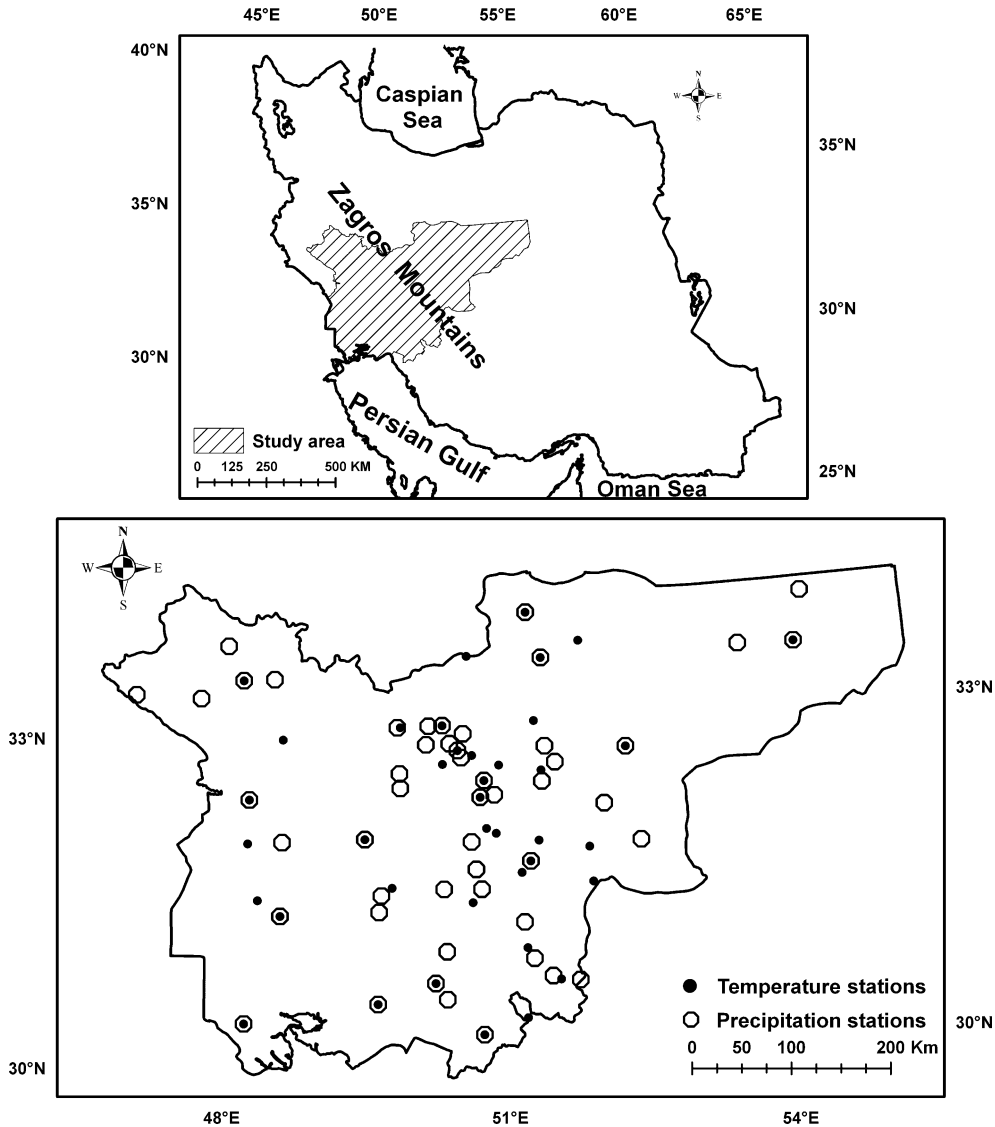 45°E 50°E 55°E 60°E 65°E
40°N
N
W E
S
Caspian
Sea
35°N
35°N
Zagros Mountains
30°N
30°N
Persian Gulf
Study area
0 125 250 500 KM
25°N
Oman Sea
N
W E
S
33°N
33°N
Temperature stations
Precipitation stations
30°N
0 50 100 200 Km
30°N
48°E 51°E 54°E